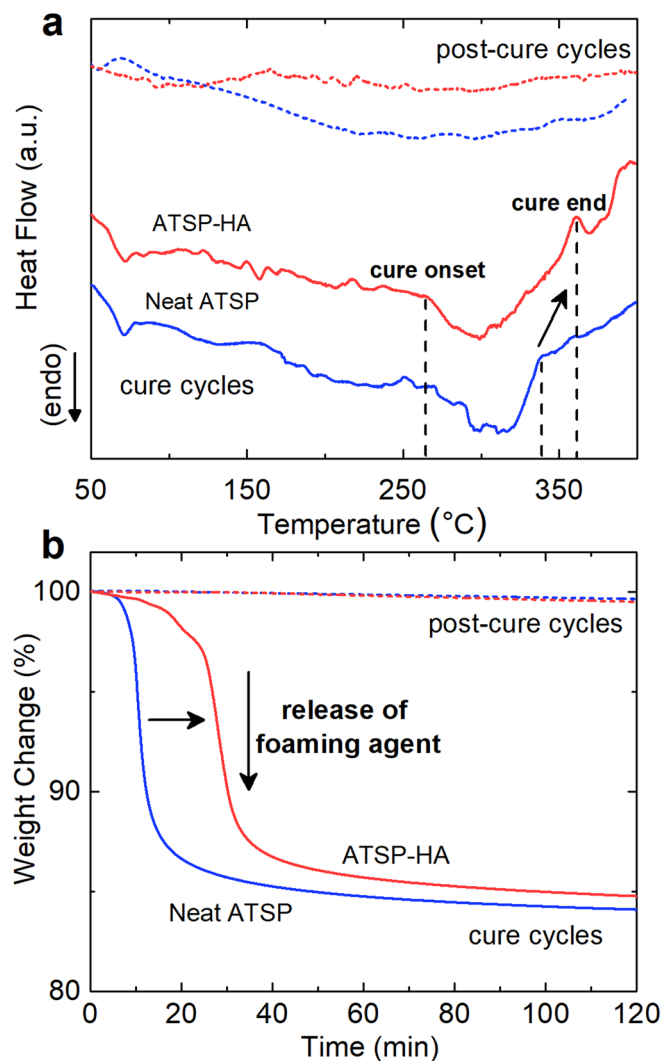 a
post-cure cycles
Heat Flow (a.u.)
(endo)
ATSP-HA
cure end
cure onset
Neat ATSP
cure cycles
50 150 250 350
Temperature (°C)
b
100
90
80
Weight Change (%)
post-cure cycles
release of
foaming agent
ATSP-HA
Neat ATSP
cure cycles
0 20 40 60 80 100 120
Time (min)